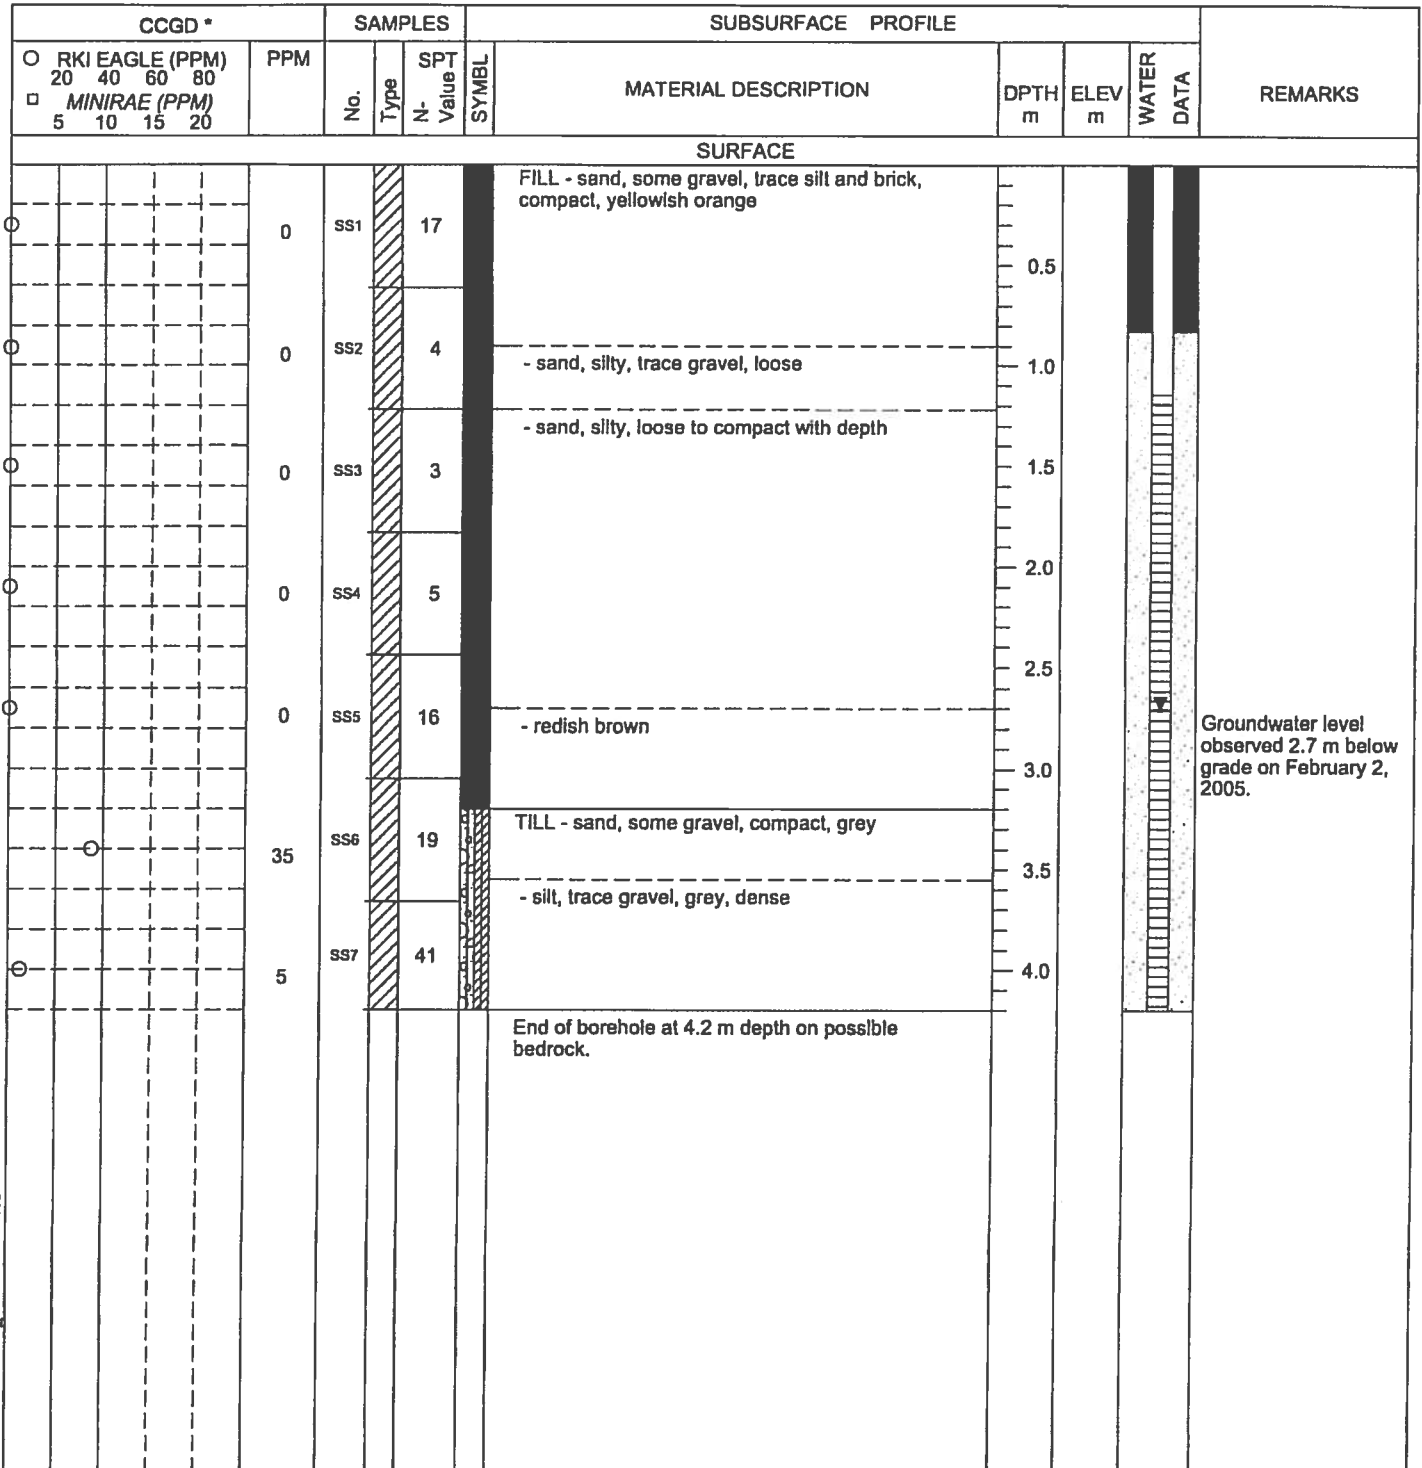 CCGD *
SAMPLES
SUBSURFACE PROFILE
RKI EAGLE (PPM)
20 40 60 80
MINIRAE (PPM)
5 10 15 20
PPM
No.
Type
SPT
N-
Value
SYMBL
MATERIAL DESCRIPTION
DPTH
m
ELEV
m
WATER
DATA
REMARKS
SURFACE
FILL - sand, some gravel, trace silt and brick,
compact, yellowish orange
0 SS1 17
0.5
0 SS2 4
- sand, silty, trace gravel, loose
1.0
- sand, silty, loose to compact with depth
0 SS3 3
1.5
0 SS4 5
2.0
2.5
0 SS5 16
- redish brown
Groundwater level
observed 2.7 m below
grade on February 2,
2005.
3.0
TILL - sand, some gravel, compact, grey
35 SS6 19
3.5
- silt, trace gravel, grey, dense
5 SS7 41
4.0
End of borehole at 4.2 m depth on possible
bedrock.